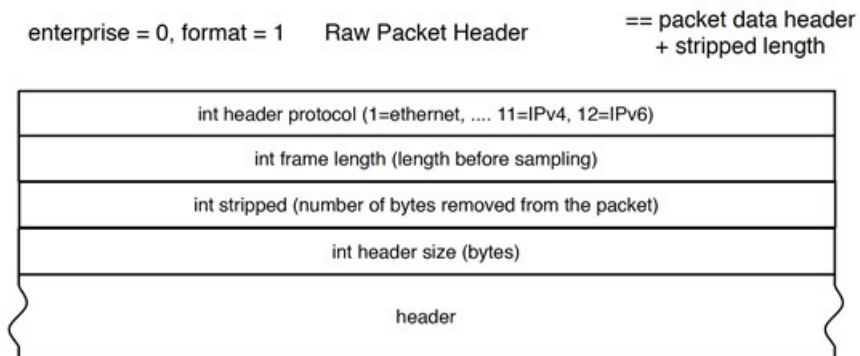 enterprise = 0, format = 1 Raw Packet Header == packet data header
+ stripped length
int header protocol (1=ethernet, .... 11=IPv4, 12=IPv6)
int frame length (length before sampling)
int stripped (number of bytes removed from the packet)
int header size (bytes)
header